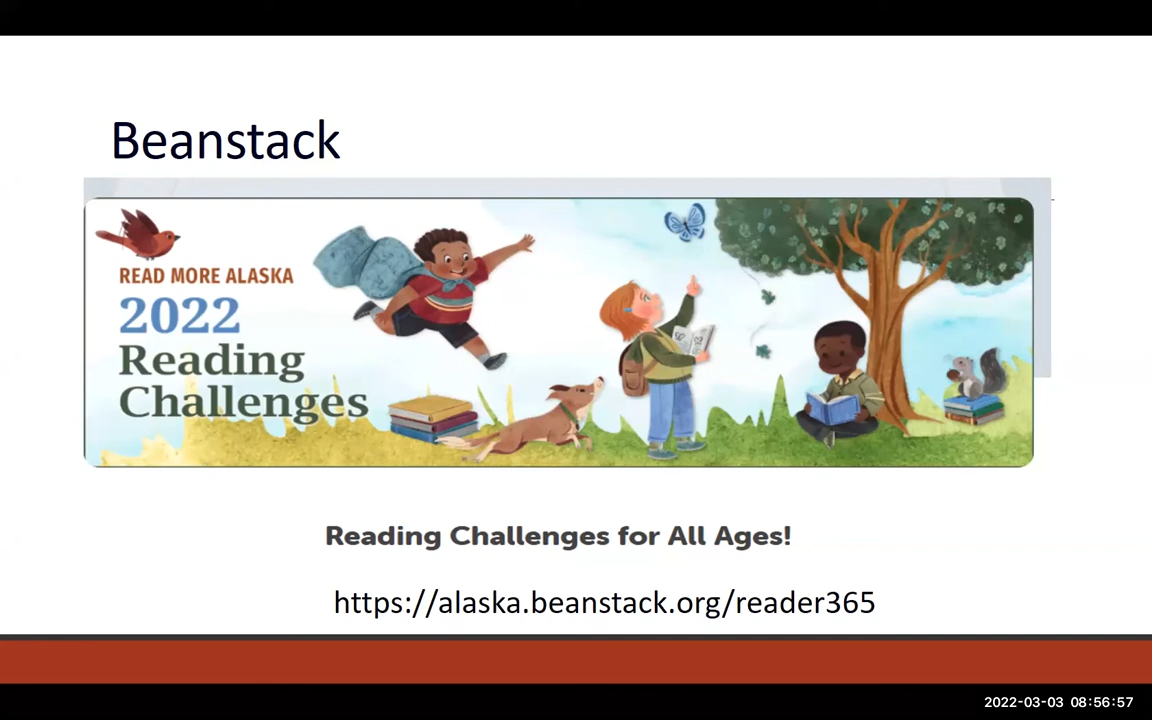 Beanstack
READ MORE ALASKA
2022
Reading
Challenges
Reading Challenges for All Ages!
https://alaska.beanstack.org/reader365
2022-03-03 08:56:57